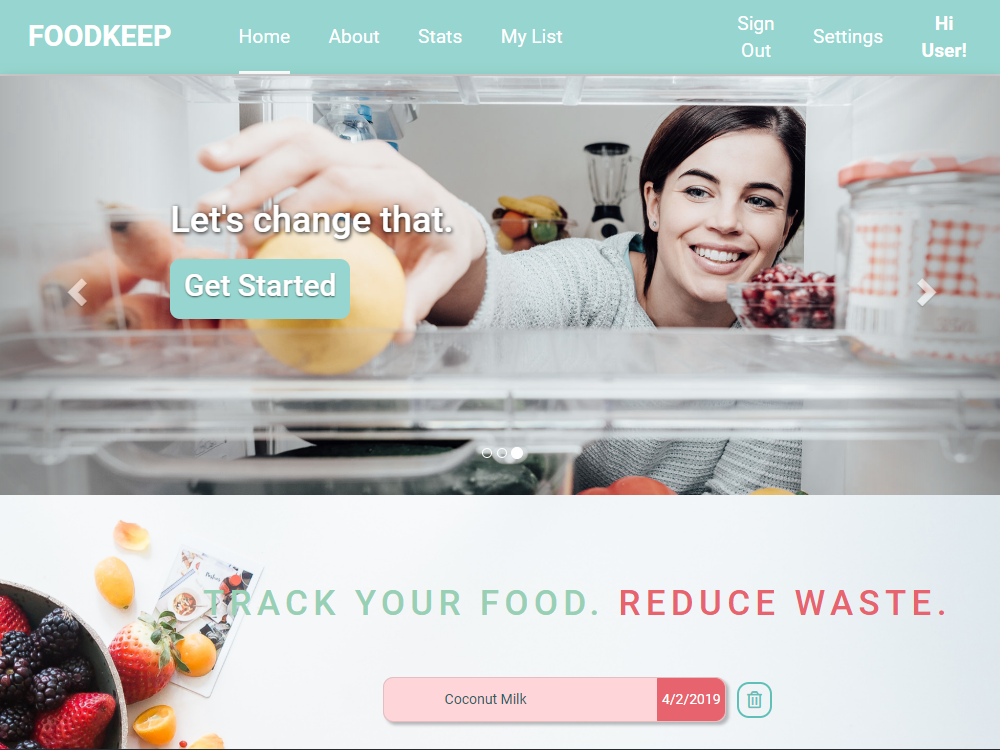 FOODKEEP
Home About Stats My List
Sign Out
Settings
Hi User!
Let's change that.
Get Started
TRACK YOUR FOOD. REDUCE WASTE.
Coconut Milk 4/2/2019